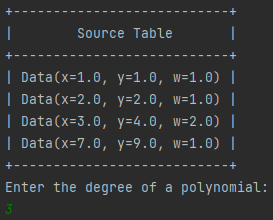 +----------------------------+
|        Source Table        |
+----------------------------+
| Data(x=1.0, y=1.0, w=1.0) |
| Data(x=2.0, y=2.0, w=1.0) |
| Data(x=3.0, y=4.0, w=2.0) |
| Data(x=7.0, y=9.0, w=1.0) |
+----------------------------+
Enter the degree of a polynomial:
3